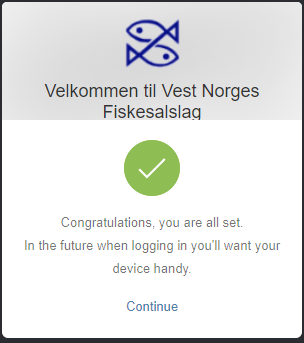 Velkommen til Vest Norges
Fiskesalslag
Congratulations, you are all set.
In the future when logging in you'll want your
device handy.
Continue